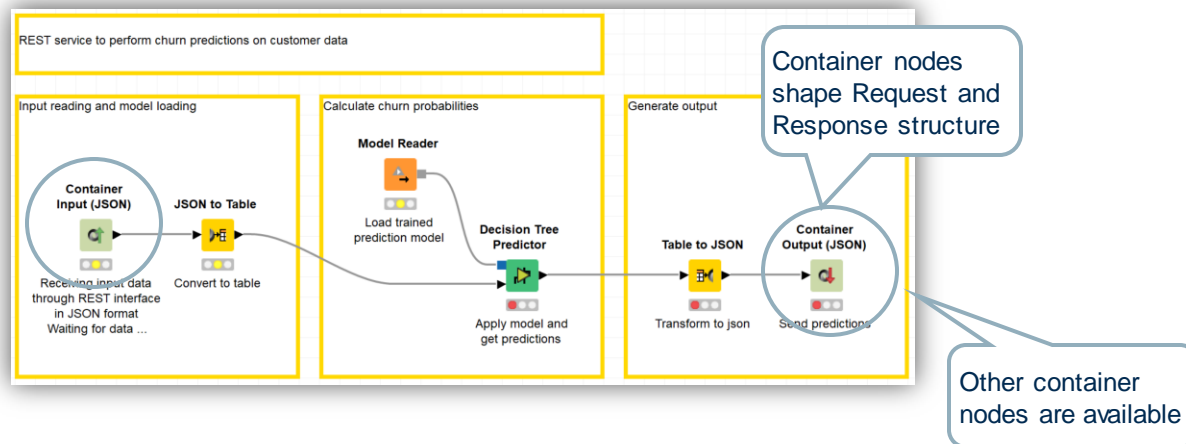 REST service to perform churn predictions on customer data
Container nodes
shape Request and
Response structure
Input reading and model loading
Calculate churn probabilities
Generate output
Model Reader
Load trained
prediction model
Container
Input (JSON)
Receiving input data
through REST interface
in JSON format
Waiting for data ...
JSON to Table
Convert to table
Decision Tree
Predictor
Apply model and
get predictions
Table to JSON
Transform to json
Container
Output (JSON)
Send predictions
Other container
nodes are available